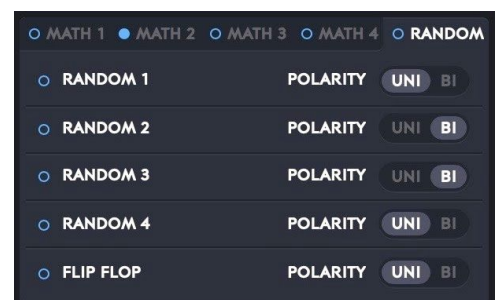 MATH 1 MATH 2 MATH 3 MATH 4 RANDOM
RANDOM 1 POLARITY UNI BI
RANDOM 2 POLARITY UNI BI
RANDOM 3 POLARITY UNI BI
RANDOM 4 POLARITY UNI BI
FLIP FLOP POLARITY UNI BI